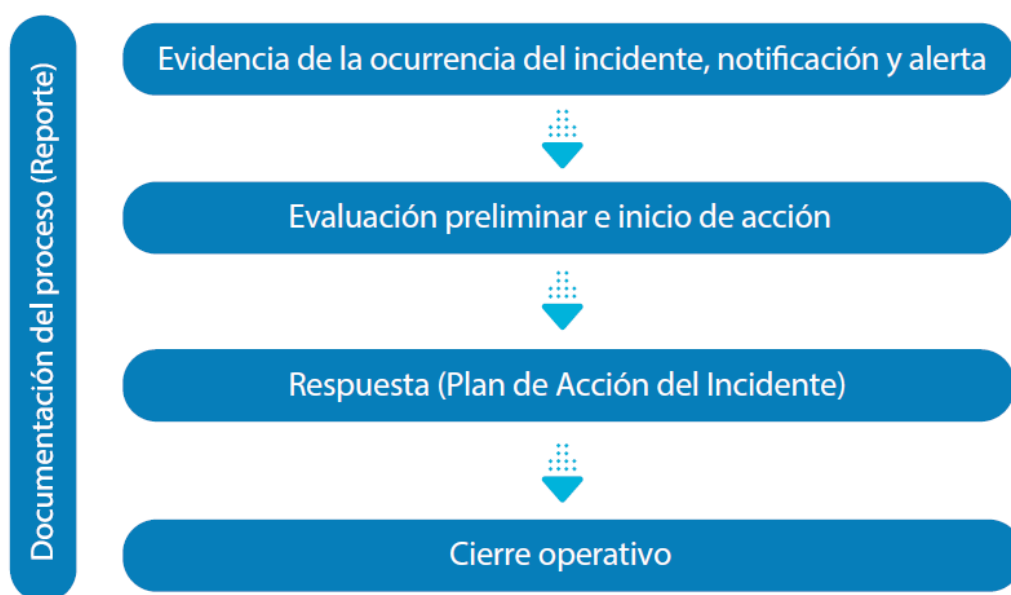 Documentación del proceso (Reporte)
Evidencia de la ocurrencia del incidente, notificación y alerta
Evaluación preliminar e inicio de acción
Respuesta (Plan de Acción del Incidente)
Cierre operativo